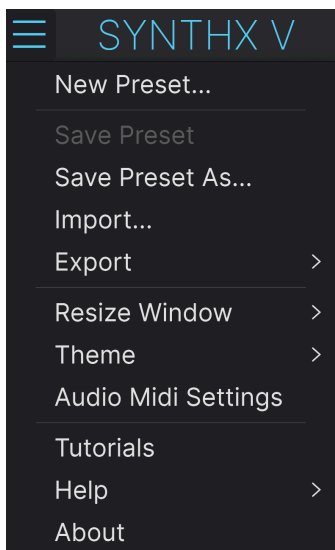 SYNTHX V
New Preset...
Save Preset
Save Preset As...
Import...
Export
Resize Window
Theme
Audio Midi Settings
Tutorials
Help
About